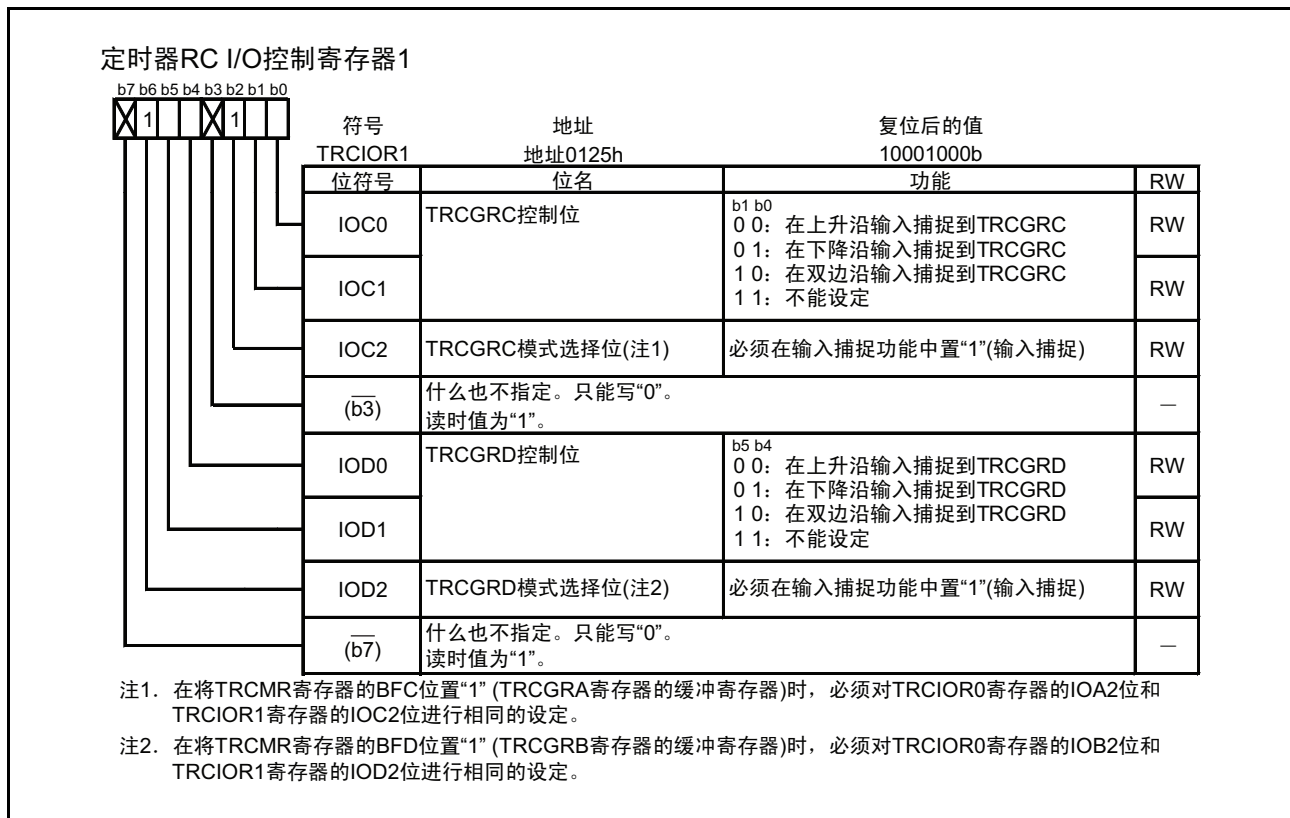 定时器RC I/O控制寄存器1
b7 b6 b5 b4 b3 b2 b1 b0
1 1
符号 地址 复位后的值
TRCIOR1 地址0125h 10001000b
位符号 位名 功能 RW
IOC0 TRCGRC控制位 b1 b0
0 0：在上升沿输入捕捉到TRCGRC RW
0 1：在下降沿输入捕捉到TRCGRC
IOC1 1 0：在双边沿输入捕捉到TRCGRC RW
1 1：不能设定
IOC2 TRCGRC模式选择位(注1) 必须在输入捕捉功能中置“1”(输入捕捉) RW
(b3) 什么也不指定。只能写“0”。 —
读时值为“1”。
IOD0 TRCGRD控制位 b5 b4
0 0：在上升沿输入捕捉到TRCGRD RW
0 1：在下降沿输入捕捉到TRCGRD
IOD1 1 0：在双边沿输入捕捉到TRCGRD RW
1 1：不能设定
IOD2 TRCGRD模式选择位(注2) 必须在输入捕捉功能中置“1”(输入捕捉) RW
(b7) 什么也不指定。只能写“0”。 —
读时值为“1”。
注1. 在将TRCMR寄存器的BFC位置“1” (TRCGRA寄存器的缓冲寄存器)时，必须对TRCIOR0寄存器的IOA2位和
TRCIOR1寄存器的IOC2位进行相同的设定。
注2. 在将TRCMR寄存器的BFD位置“1” (TRCGRB寄存器的缓冲寄存器)时，必须对TRCIOR0寄存器的IOB2位和
TRCIOR1寄存器的IOD2位进行相同的设定。